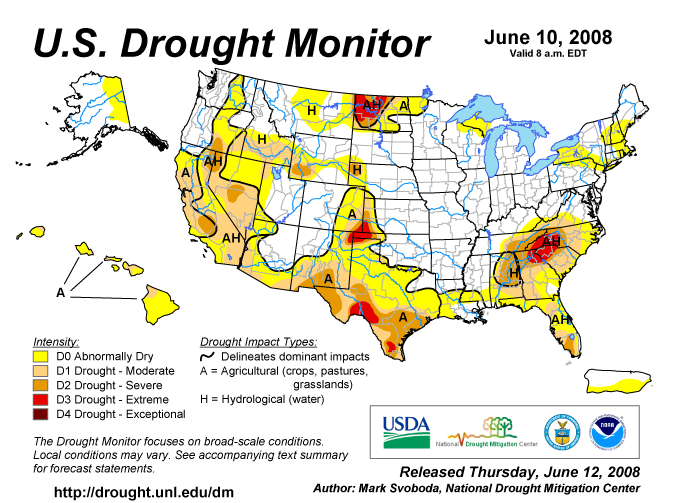 U.S. Drought Monitor
June 10, 2008
Valid 8 a.m. EDT
H
AH
A
A
AH
H
H
A
AH
A
A
A
AH
H
AH
A
Intensity:
D0 Abnormally Dry
D1 Drought - Moderate
D2 Drought - Severe
D3 Drought - Extreme
D4 Drought - Exceptional
Drought Impact Types:
Delineates dominant impacts
A = Agricultural (crops, pastures,
grasslands)
H = Hydrological (water)
The Drought Monitor focuses on broad-scale conditions.
Local conditions may vary. See accompanying text summary
for forecast statements.
http://drought.unl.edu/dm
USDA
National Drought Mitigation Center
NOAA
Released Thursday, June 12, 2008
Author: Mark Svoboda, National Drought Mitigation Center